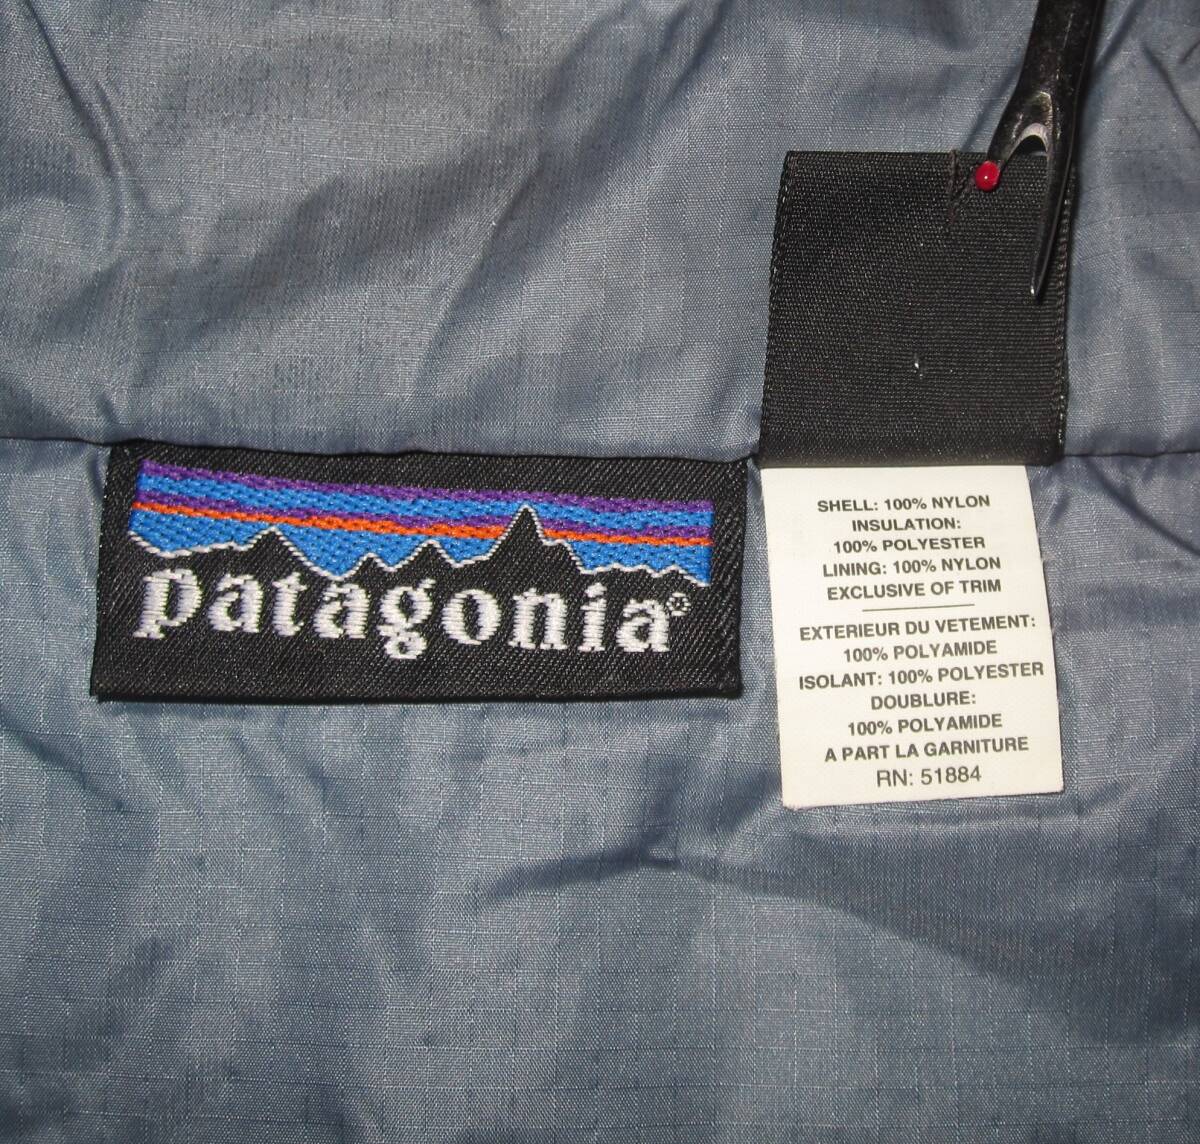 patagonia®
SHELL: 100% NYLON
INSULATION:
100% POLYESTER
LINING: 100% NYLON
EXCLUSIVE OF TRIM
EXTERIEUR DU VETEMENT:
100% POLYAMIDE
ISOLANT: 100% POLYESTER
DOUBLURE:
100% POLYAMIDE
A PART LA GARNITURE
RN: 51884